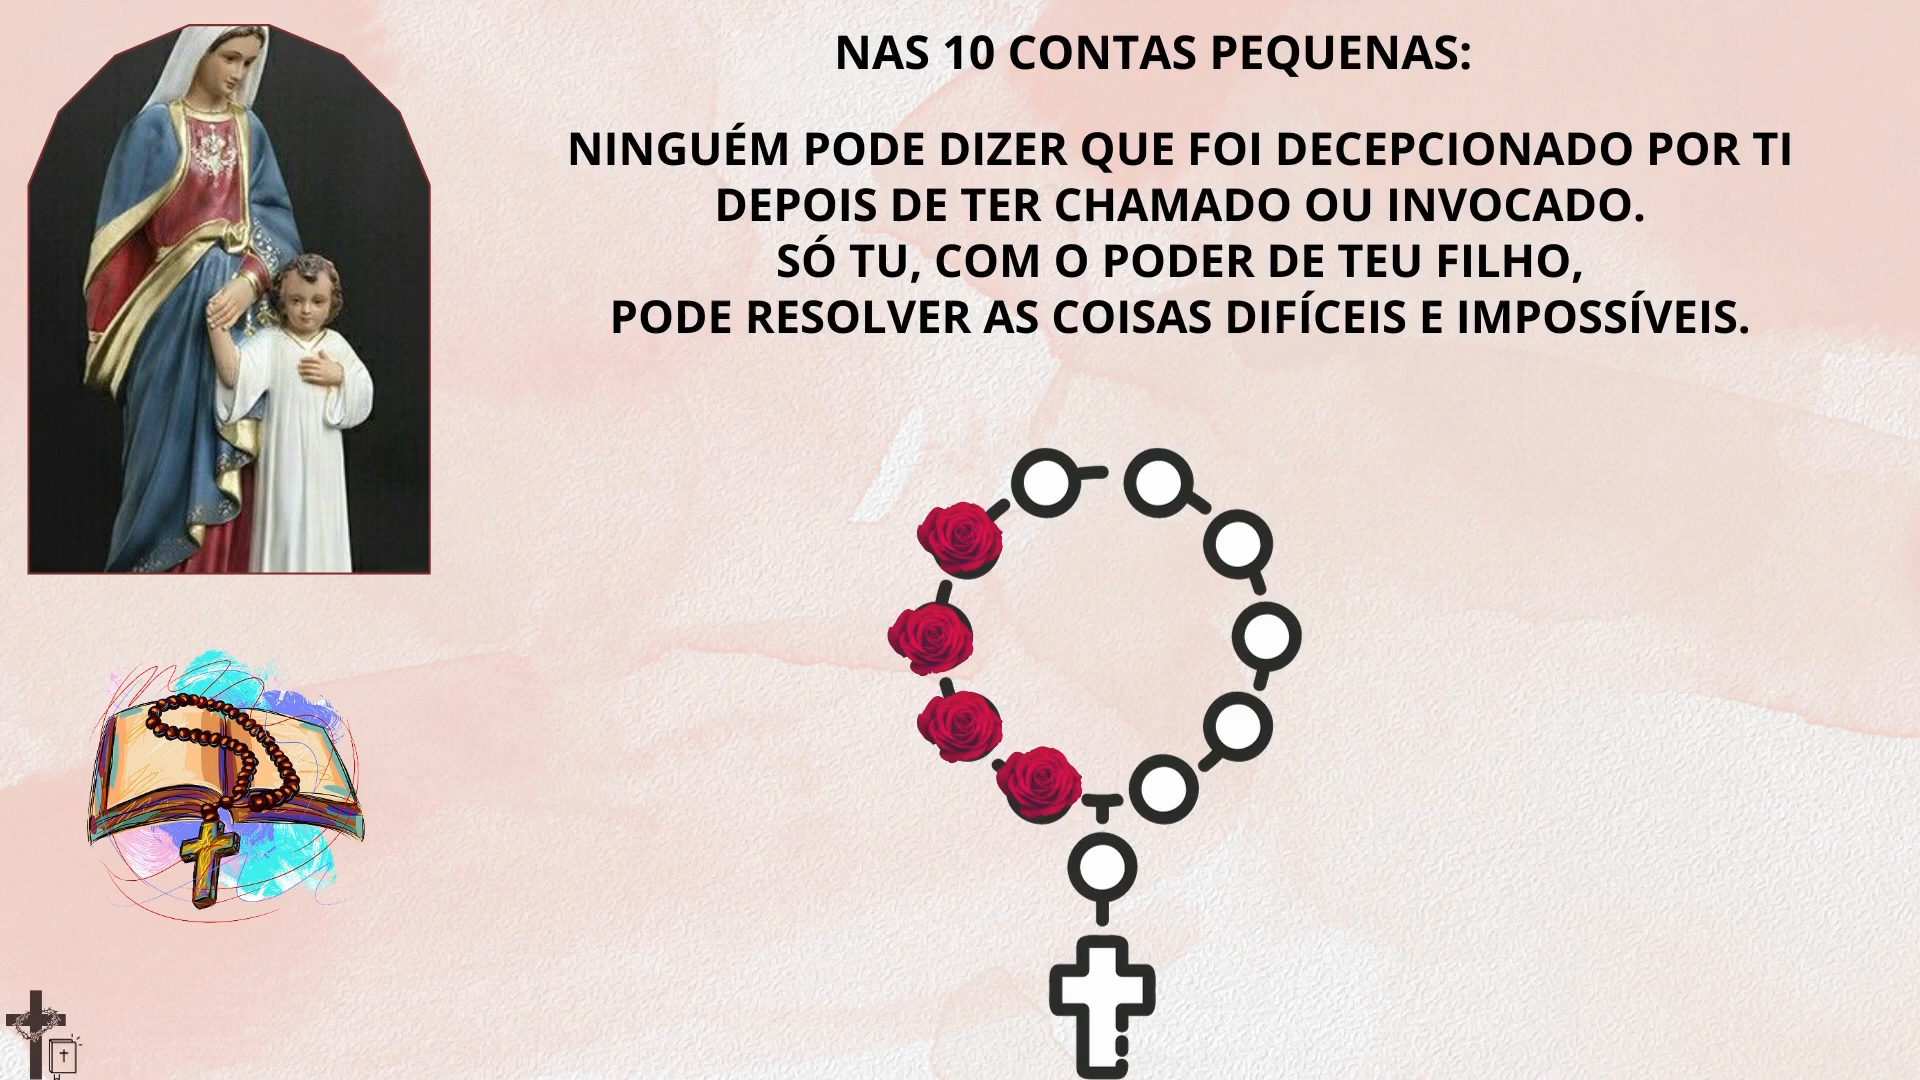 NAS 10 CONTAS PEQUENAS:
NINGUÉM PODE DIZER QUE FOI DECEPCIONADO POR TI
DEPOIS DE TER CHAMADO OU INVOCADO.
SÓ TU, COM O PODER DE TEU FILHO,
PODE RESOLVER AS COISAS DIFÍCEIS E IMPOSSÍVEIS.